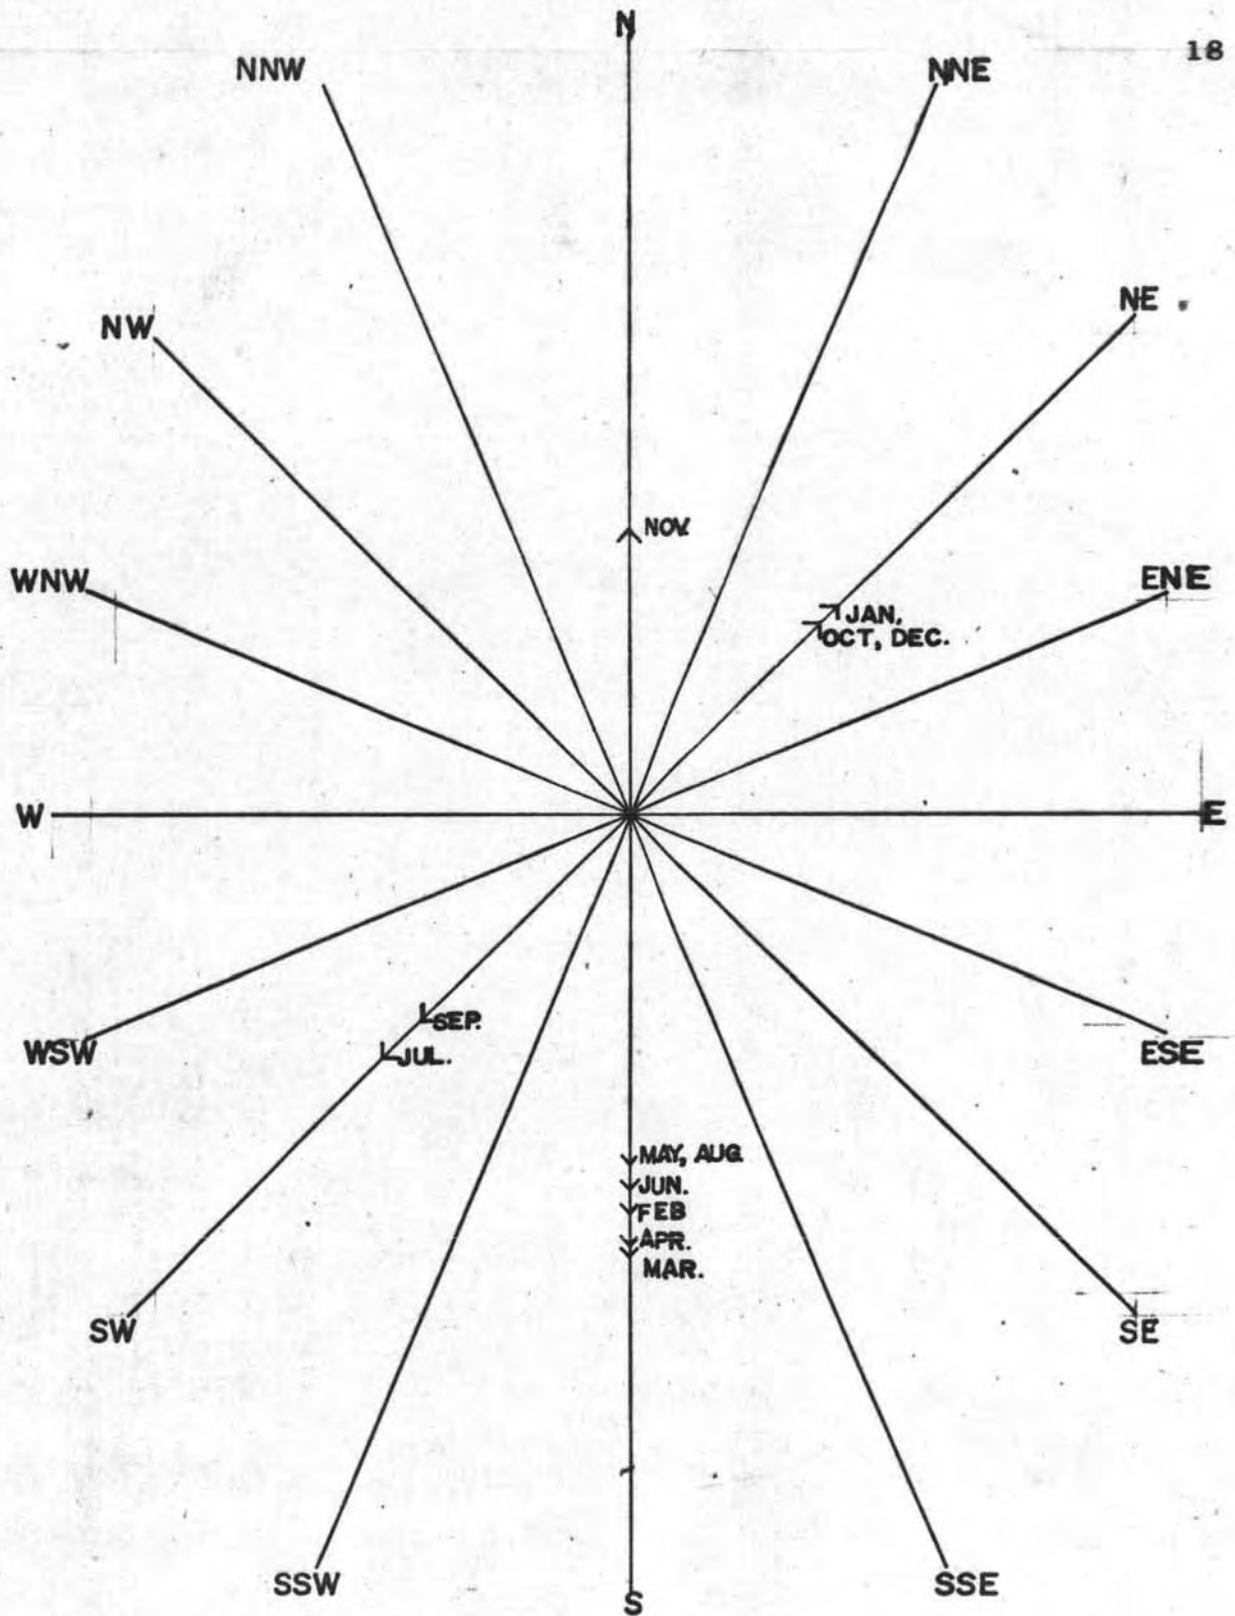 N
18
NNW
NNE
NE
NW
NOV.
WNW
ENE
JAN,
OCT, DEC.
W
E
SEP.
WSW
JUL.
ESE
MAY, AUG
JUN.
FEB
APR.
MAR.
SW
SE
SSW
SSE
S